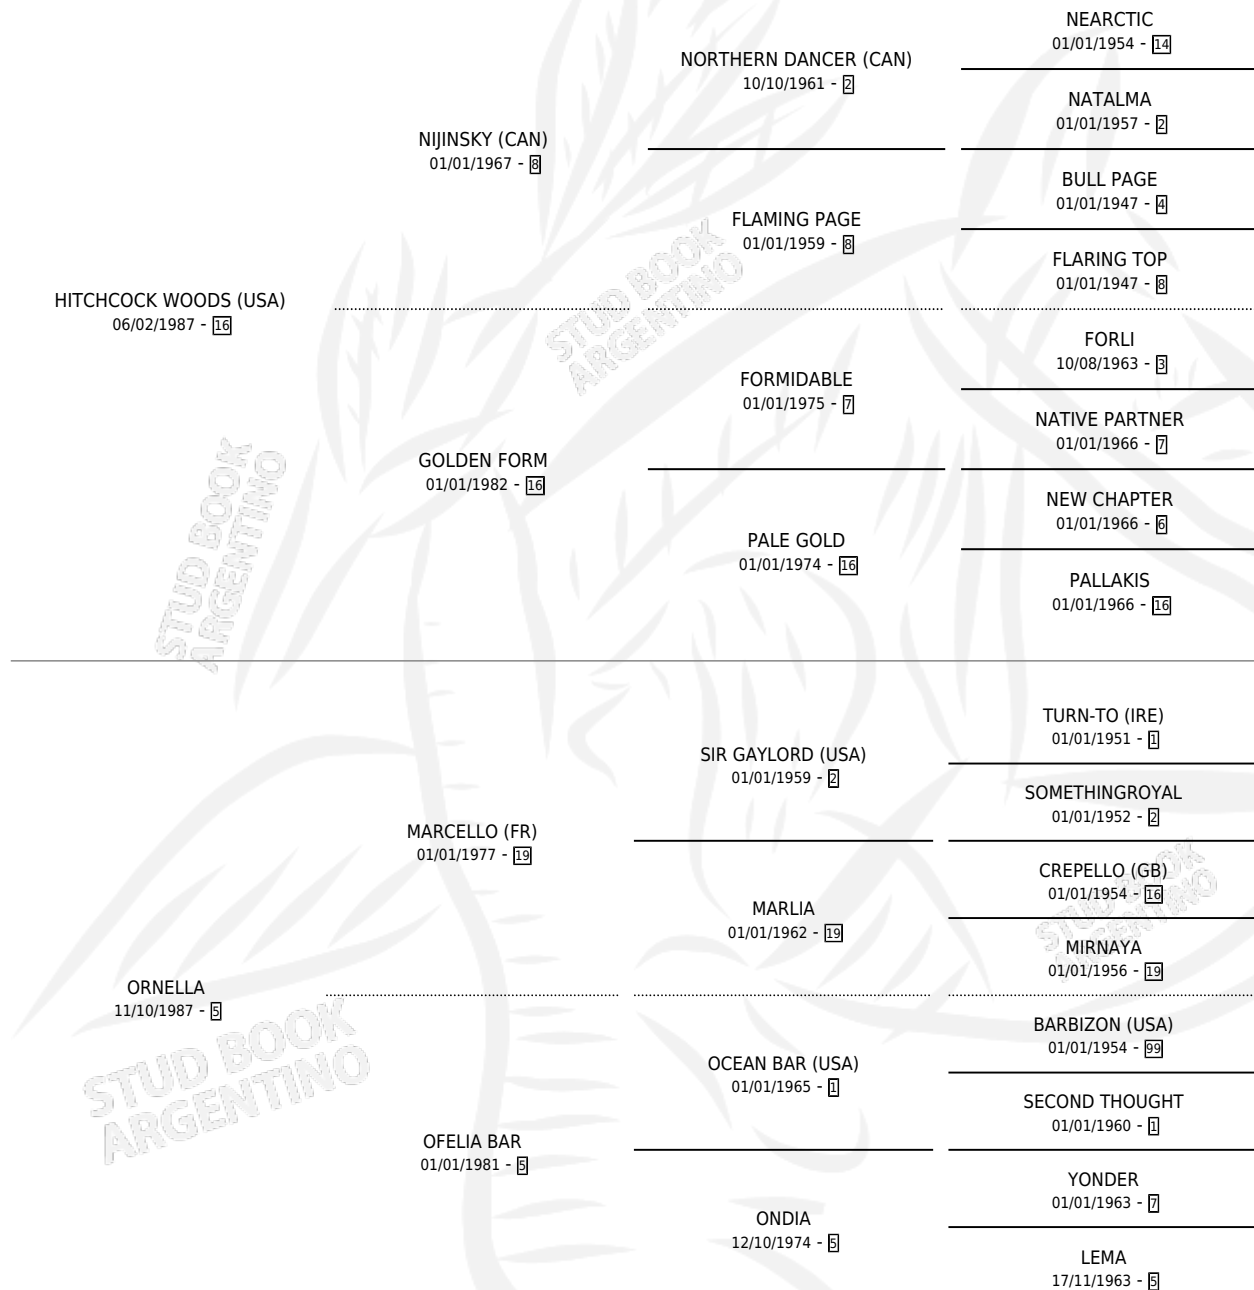 NEARCTIC
01/01/1954 - 14
NORTHERN DANCER (CAN)
10/10/1961 - 2
NATALMA
01/01/1957 - 2
NIJINSKY (CAN)
01/01/1967 - 8
BULL PAGE
01/01/1947 - 4
FLAMING PAGE
01/01/1959 - 8
FLARING TOP
01/01/1947 - 8
HITCHCOCK WOODS (USA)
06/02/1987 - 16
FORLI
10/08/1963 - 3
FORMIDABLE
01/01/1975 - 7
NATIVE PARTNER
01/01/1966 - 7
GOLDEN FORM
01/01/1982 - 16
NEW CHAPTER
01/01/1966 - 6
PALE GOLD
01/01/1974 - 16
PALLAKIS
01/01/1966 - 16
TURN-TO (IRE)
01/01/1951 - 1
SIR GAYLORD (USA)
01/01/1959 - 2
SOMETHINGROYAL
01/01/1952 - 2
MARCELLO (FR)
01/01/1977 - 19
CREPELLO (GB)
01/01/1954 - 16
MARLIA
01/01/1962 - 19
MIRNAYA
01/01/1956 - 19
ORNELLA
11/10/1987 - 5
BARBIZON (USA)
01/01/1954 - 99
OCEAN BAR (USA)
01/01/1965 - 1
SECOND THOUGHT
01/01/1960 - 1
OFELIA BAR
01/01/1981 - 5
YONDER
01/01/1963 - 7
ONDIA
12/10/1974 - 5
LEMA
17/11/1963 - 5
STUD BOOK
ARGENTINO
STUD BOOK
ARGENTINO
STUD BOOK
ARGENTINO
STUD BOOK
ARGENTINO